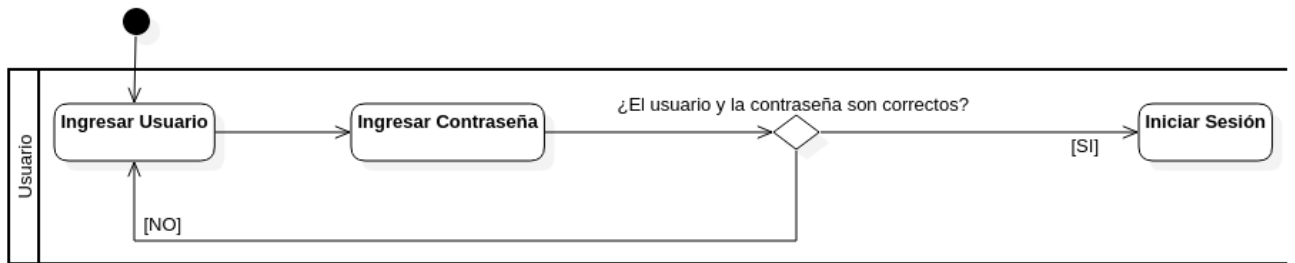 ¿El usuario y la contraseña son correctos?
Ingresar Usuario
Ingresar Contraseña
Iniciar Sesión
[SI]
Usuario
[NO]